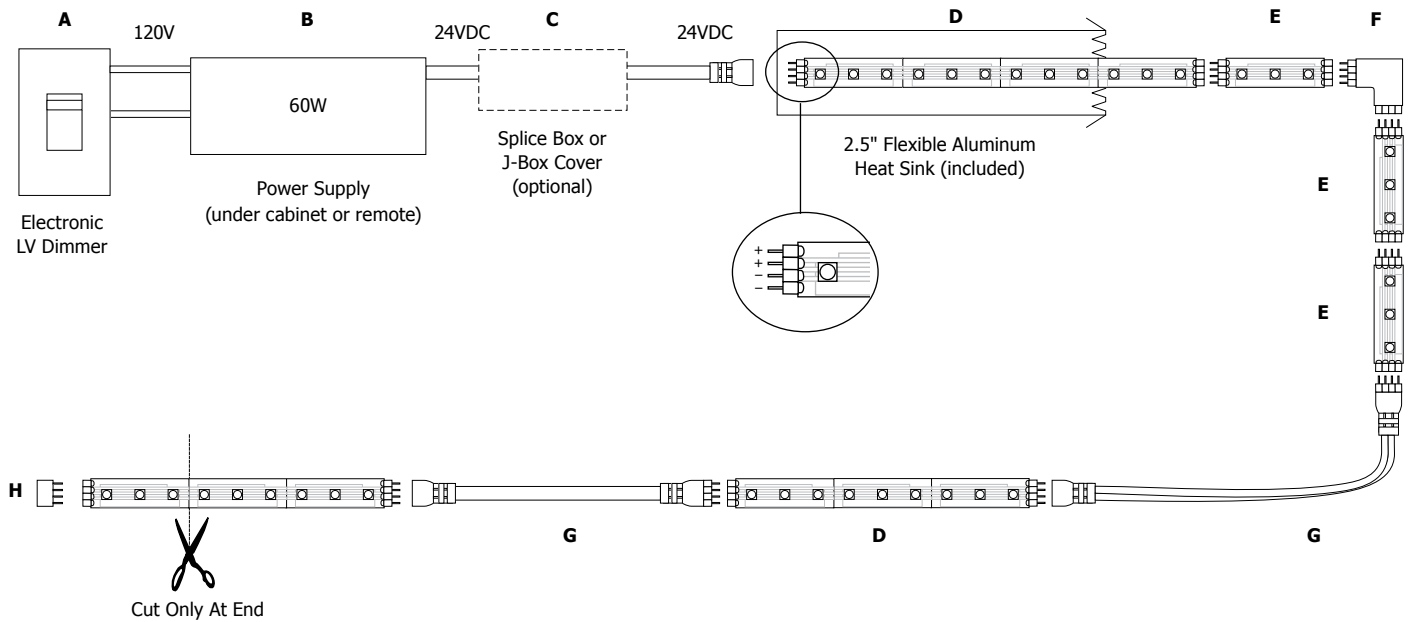 A
B
C
D
E
F
120V
24VDC
24VDC
60W
Electronic
LV Dimmer
Power Supply
(under cabinet or remote)
Splice Box or
J-Box Cover
(optional)
2.5" Flexible Aluminum
Heat Sink (included)
+
+
–
–
E
E
H
G
D
G
Cut Only At End